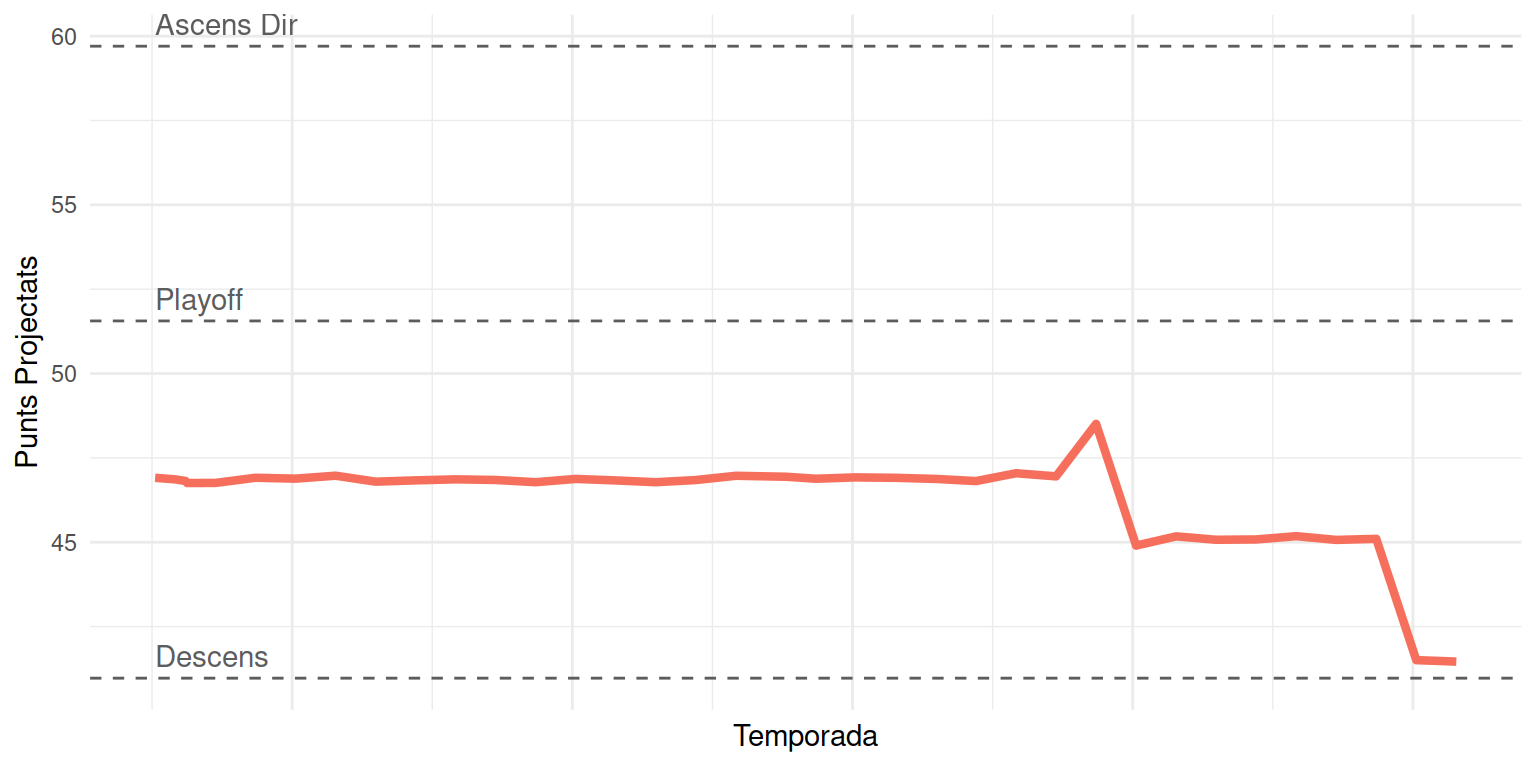 Ascens Dir
60
55
Playoff
50
45
Descens
Punts Projectats
Temporada